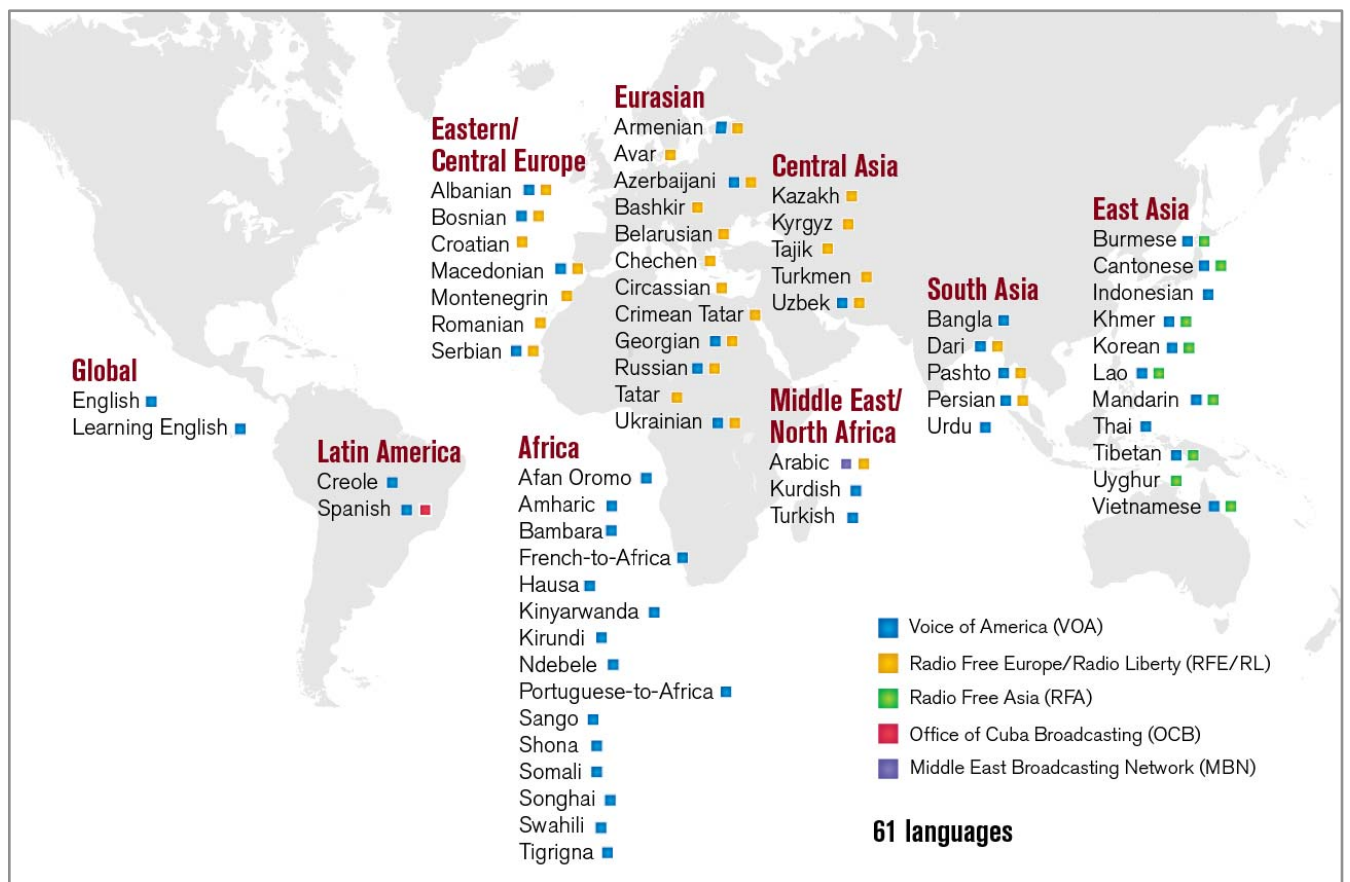 Global
English
Learning English
Latin America
Creole
Spanish
Eastern/
Central Europe
Albanian
Bosnian
Croatian
Macedonian
Montenegrin
Romanian
Serbian
Africa
Afan Oromo
Amharic
Bambara
French-to-Africa
Hausa
Kinyarwanda
Kirundi
Ndebele
Portuguese-to-Africa
Sango
Shona
Somali
Songhai
Swahili
Tigrigna
Eurasian
Armenian
Avar
Azerbaijani
Bashkir
Belarusian
Chechen
Circassian
Crimean Tatar
Georgian
Russian
Tatar
Ukrainian
Central Asia
Kazakh
Kyrgyz
Tajik
Turkmen
Uzbek
Middle East/
North Africa
Arabic
Kurdish
Turkish
South Asia
Bangla
Dari
Pashto
Persian
Urdu
East Asia
Burmese
Cantonese
Indonesian
Khmer
Korean
Lao
Mandarin
Thai
Tibetan
Uyghur
Vietnamese
Voice of America (VOA)
Radio Free Europe/Radio Liberty (RFE/RL)
Radio Free Asia (RFA)
Office of Cuba Broadcasting (OCB)
Middle East Broadcasting Network (MBN)
61 languages